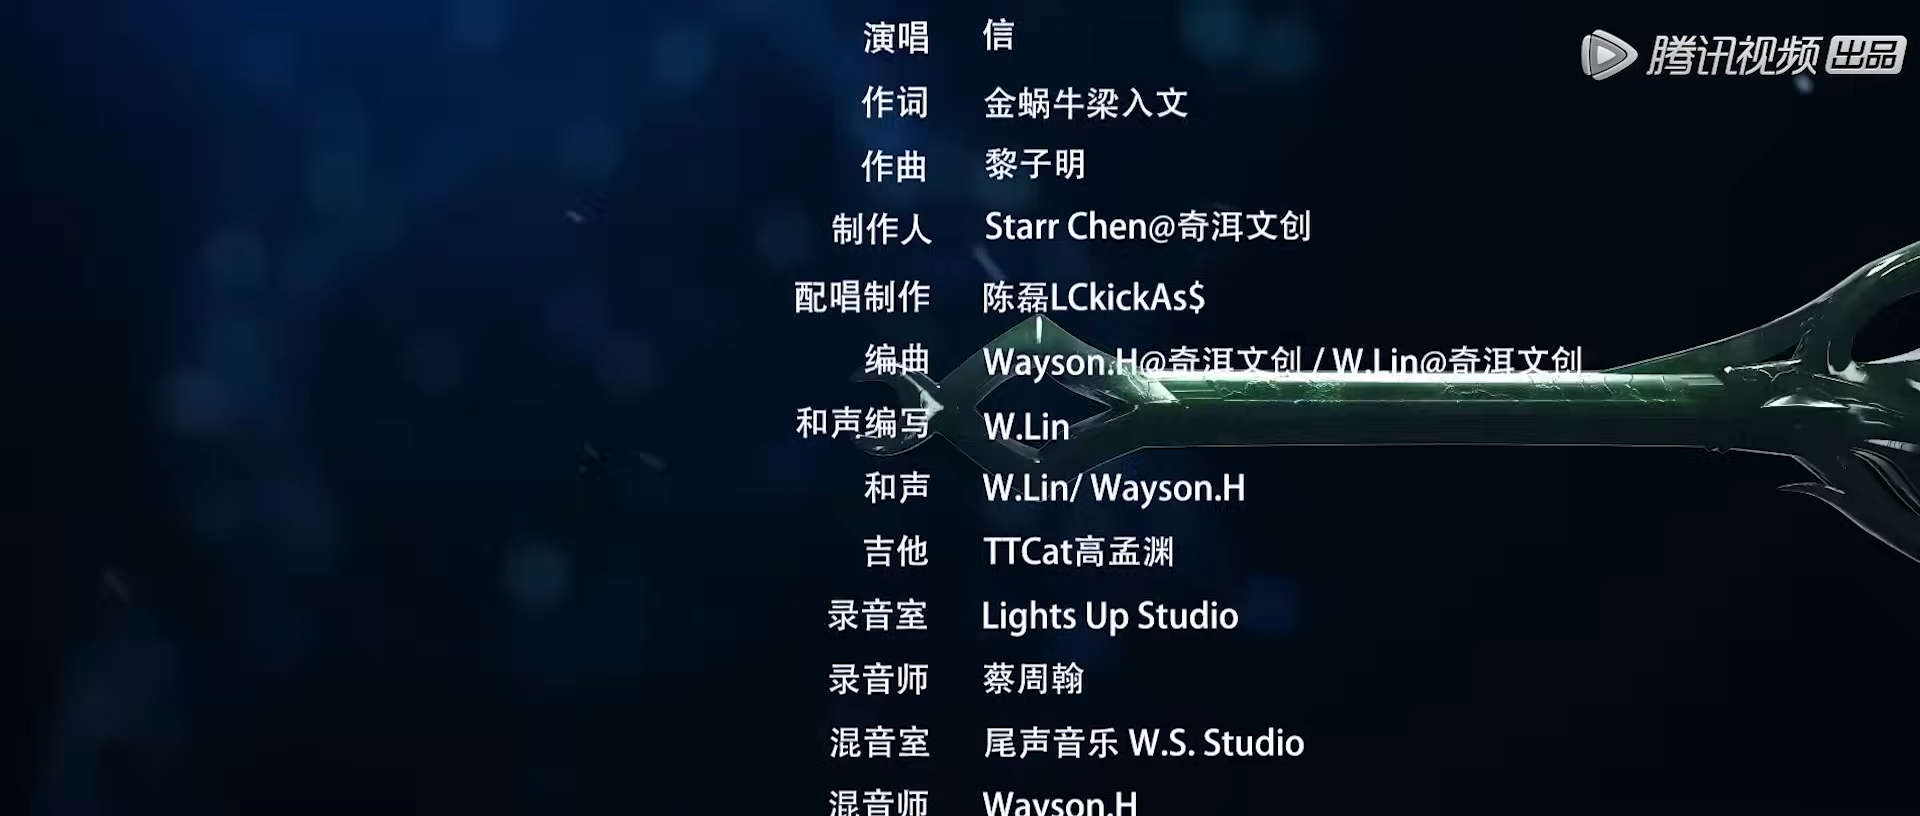 演唱 信
腾讯视频 出品
作词 金蜗牛梁入文
作曲 黎子明
制作人 Starr Chen@奇洱文创
配唱制作 陈磊LCkickAs$
编曲 Wayson.H@奇洱文创 / W.Lin@奇洱文创
和声编写 W.Lin
和声 W.Lin/ Wayson.H
吉他 TTCat高孟渊
录音室 Lights Up Studio
录音师 蔡周翰
混音室 尾声音乐 W.S. Studio
混音师 Wayson.H